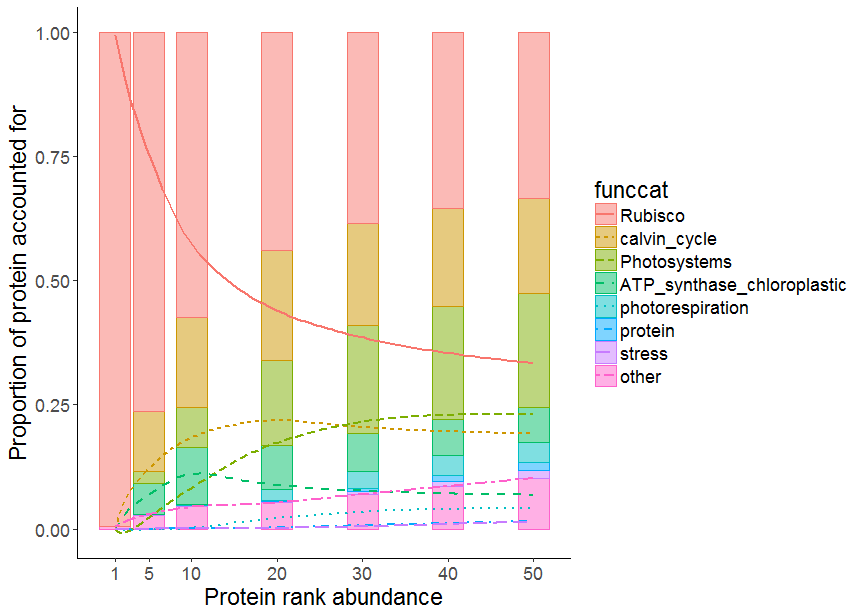 Proportion of protein accounted for
1.00
0.75
0.50
0.25
0.00
1 5 10 20 30 40 50
Protein rank abundance
funccat
Rubisco
calvin_cycle
Photosystems
ATP_synthase_chloroplastic
photorespiration
protein
stress
other